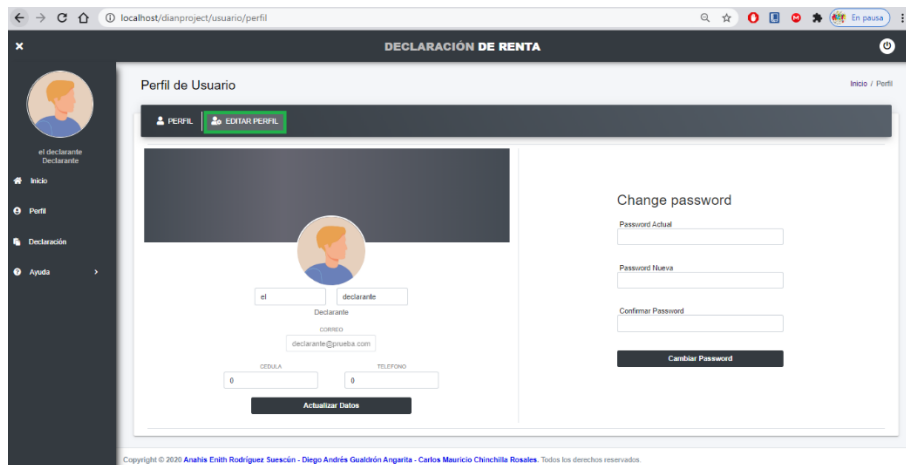 localhost/dianproject/usuario/perfil
En pausa
DECLARACIÓN DE RENTA
el declarante
Declarante
Inicio
Perfil
Declaración
Ayuda
Perfil de Usuario
Inicio / Perfil
PERFIL
EDITAR PERFIL
el declarante
Declarante
CORREO
declarante@prueba.com
CEDULA TELEFONO
0 0
Actualizar Datos
Change password
Password Actual
Password Nueva
Confirmar Password
Cambiar Password
Copyright © 2020 Anahis Enith Rodríguez Suescún - Diego Andrés Gualdrón Angarita - Carlos Mauricio Chinchilla Rosales. Todos los derechos reservados.